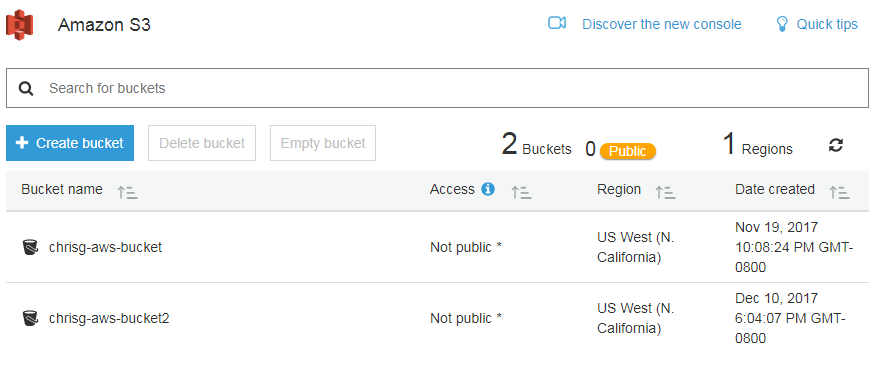 Amazon S3
Discover the new console
Quick tips
Search for buckets
Create bucket
Delete bucket
Empty bucket
2 Buckets
0 Public
1 Regions
Bucket name
Access
Region
Date created
chrisg-aws-bucket
Not public *
US West (N.
California)
Nov 19, 2017
10:08:24 PM GMT-
0800
chrisg-aws-bucket2
Not public *
US West (N.
California)
Dec 10, 2017
6:04:07 PM GMT-
0800